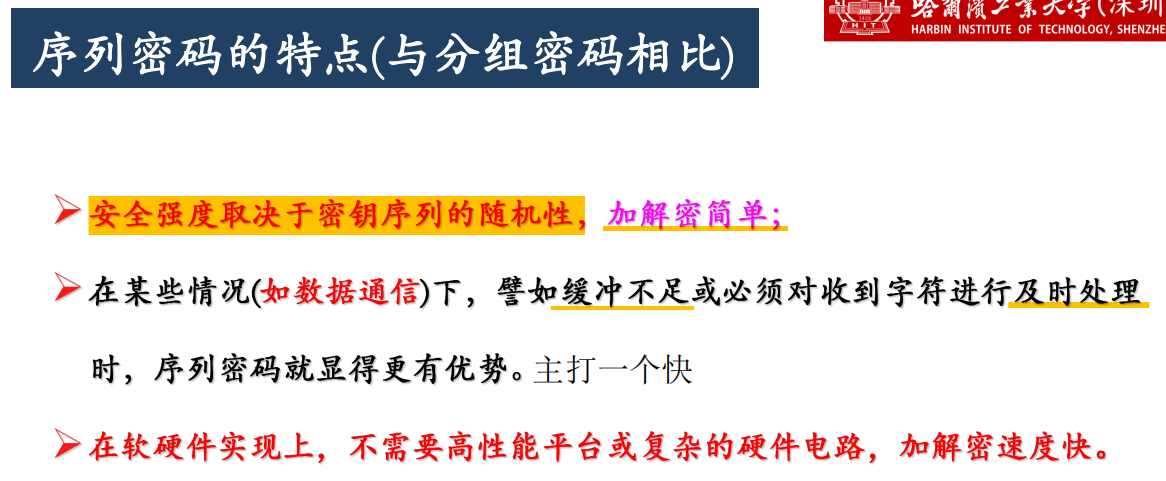 哈爾濱工業大學(深圳
HARBIN INSTITUTE OF TECHNOLOGY, SHENZHE
HIT
序列密码的特点(与分组密码相比)
安全强度取决于密钥序列的随机性，加解密简单；
在某些情况(如数据通信)下，譬如缓冲不足或必须对收到字符进行及时处理
时，序列密码就显得更有优势。主打一个快
在软硬件实现上，不需要高性能平台或复杂的硬件电路，加解密速度快。